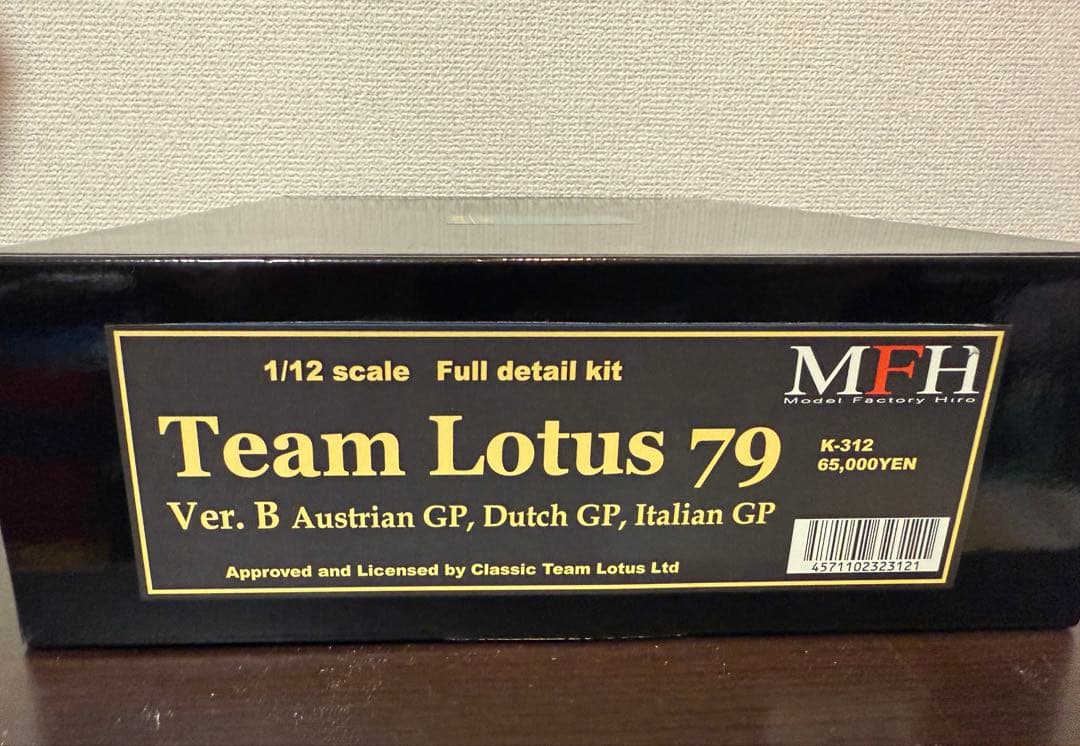 1/12 scale Full detail kit
MFH
Model Factory Hiro
Team Lotus 79
K-312
65,000YEN
Ver. B Austrian GP, Dutch GP, Italian GP
Approved and Licensed by Classic Team Lotus Ltd
4571102323121